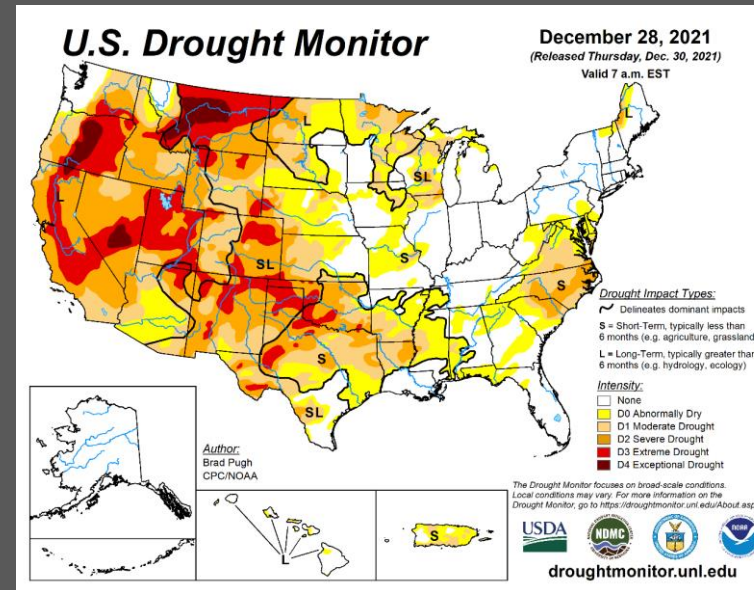 U.S. Drought Monitor
December 28, 2021
(Released Thursday, Dec. 30, 2021)
Valid 7 a.m. EST
L
L
SL
S
SL
S
S
SL
L
Drought Impact Types:
Delineates dominant impacts
S = Short-Term, typically less than
6 months (e.g. agriculture, grassland
L = Long-Term, typically greater than
6 months (e.g. hydrology, ecology)
Intensity:
None
D0 Abnormally Dry
D1 Moderate Drought
D2 Severe Drought
D3 Extreme Drought
D4 Exceptional Drought
Author:
Brad Pugh
CPC/NOAA
L
S
The Drought Monitor focuses on broad-scale conditions.
Local conditions may vary. For more information on the
Drought Monitor, go to https://droughtmonitor.unl.edu/About.asp
USDA
NDMC
NOAA
droughtmonitor.unl.edu